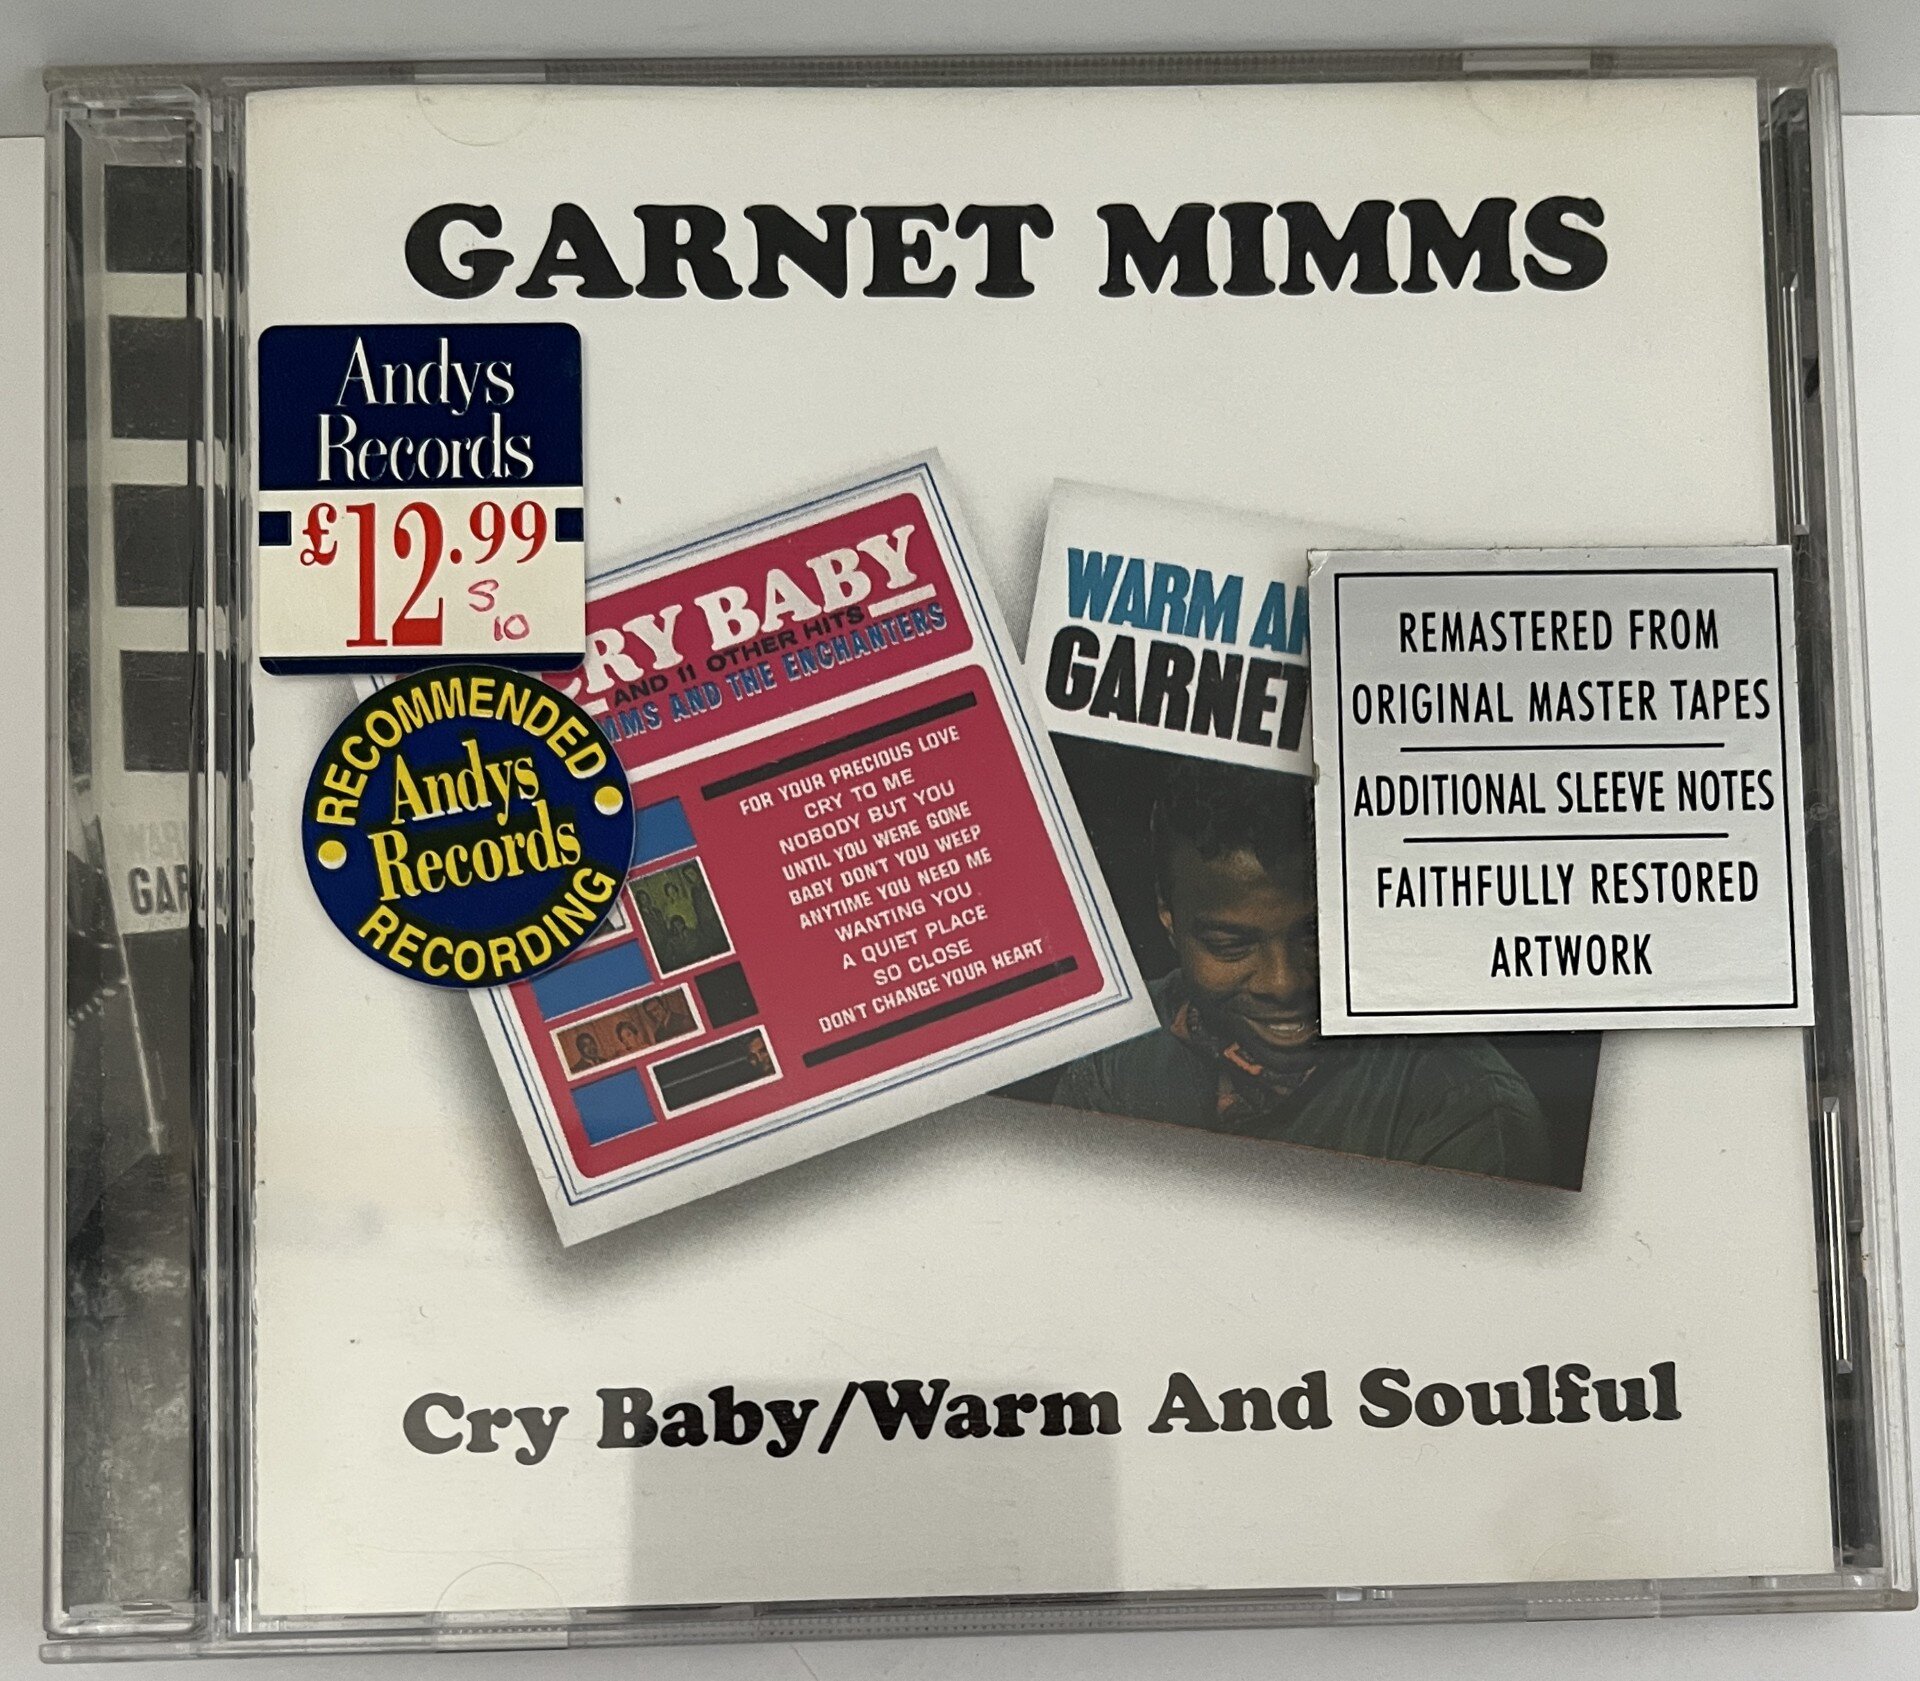 GARNET MIMMS
Andys
Records
£12.99
S
10
RECOMMENDED
Andys
Records
RECORDING
CRY BABY
AND 11 OTHER HITS
MMS AND THE ENCHANTERS
FOR YOUR PRECIOUS LOVE
CRY TO ME
NOBODY BUT YOU
UNTIL YOU WERE GONE
BABY DON'T YOU WEEP
ANYTIME YOU NEED ME
WANTING YOU
A QUIET PLACE
SO CLOSE
DON'T CHANGE YOUR HEART
WARM AN
GARNET
REMASTERED FROM
ORIGINAL MASTER TAPES
ADDITIONAL SLEEVE NOTES
FAITHFULLY RESTORED
ARTWORK
WAR
GAR
Cry Baby/Warm And Soulful